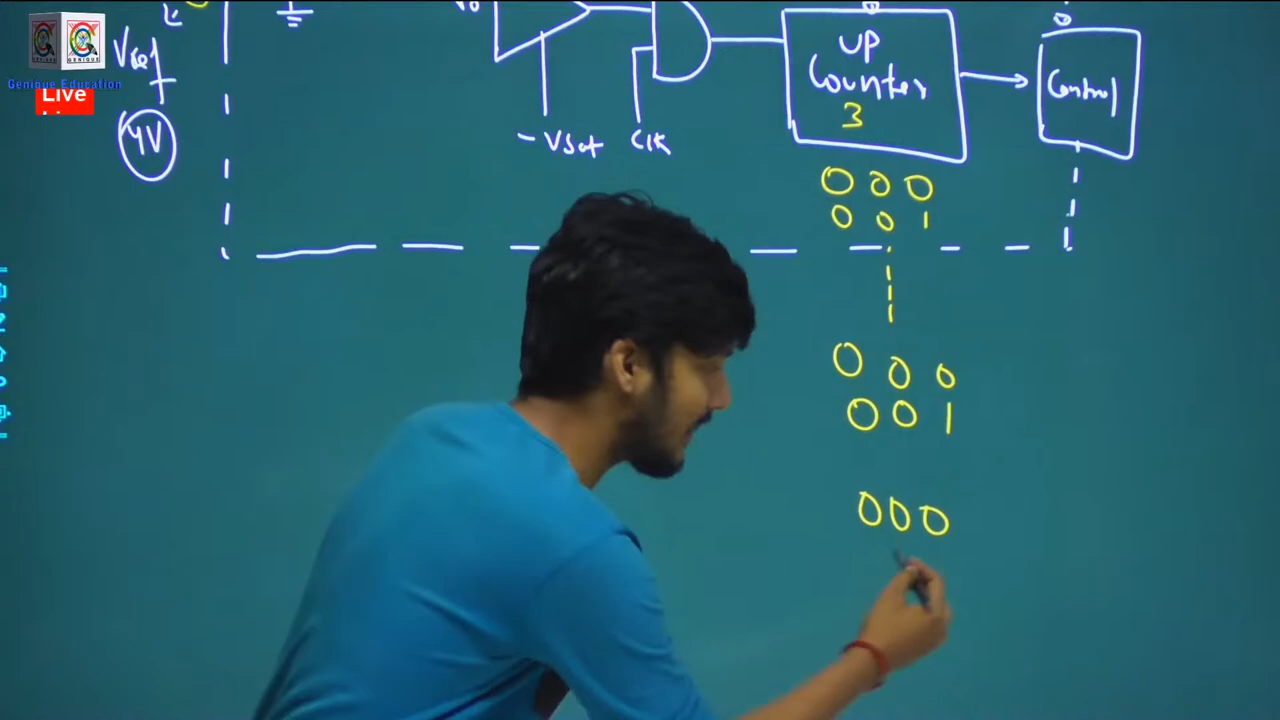 GENIQUE
Genique Education
Live
Vref
4V
-Vsat
Clk
UP
Counter
3
Control
0 0 0
0 0 1
0 0 0
0 0 1
0 0 0